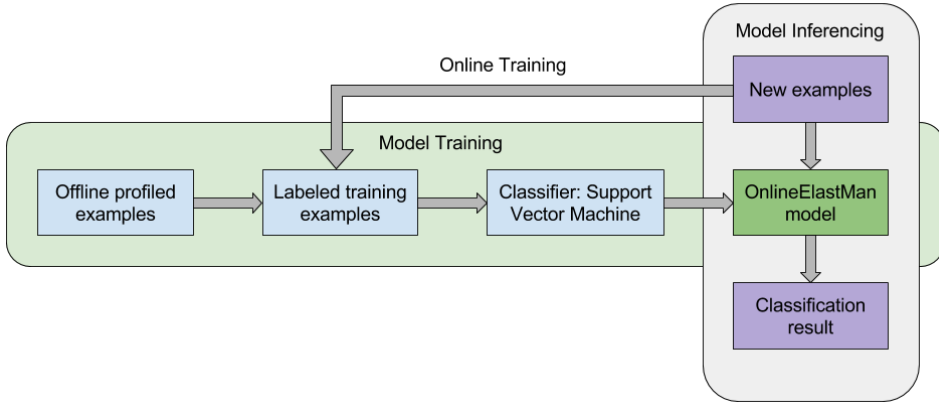 Model Inferencing
Online Training
New examples
Model Training
Offline profiled
examples
Labeled training
examples
Classifier: Support
Vector Machine
OnlineElastMan
model
Classification
result